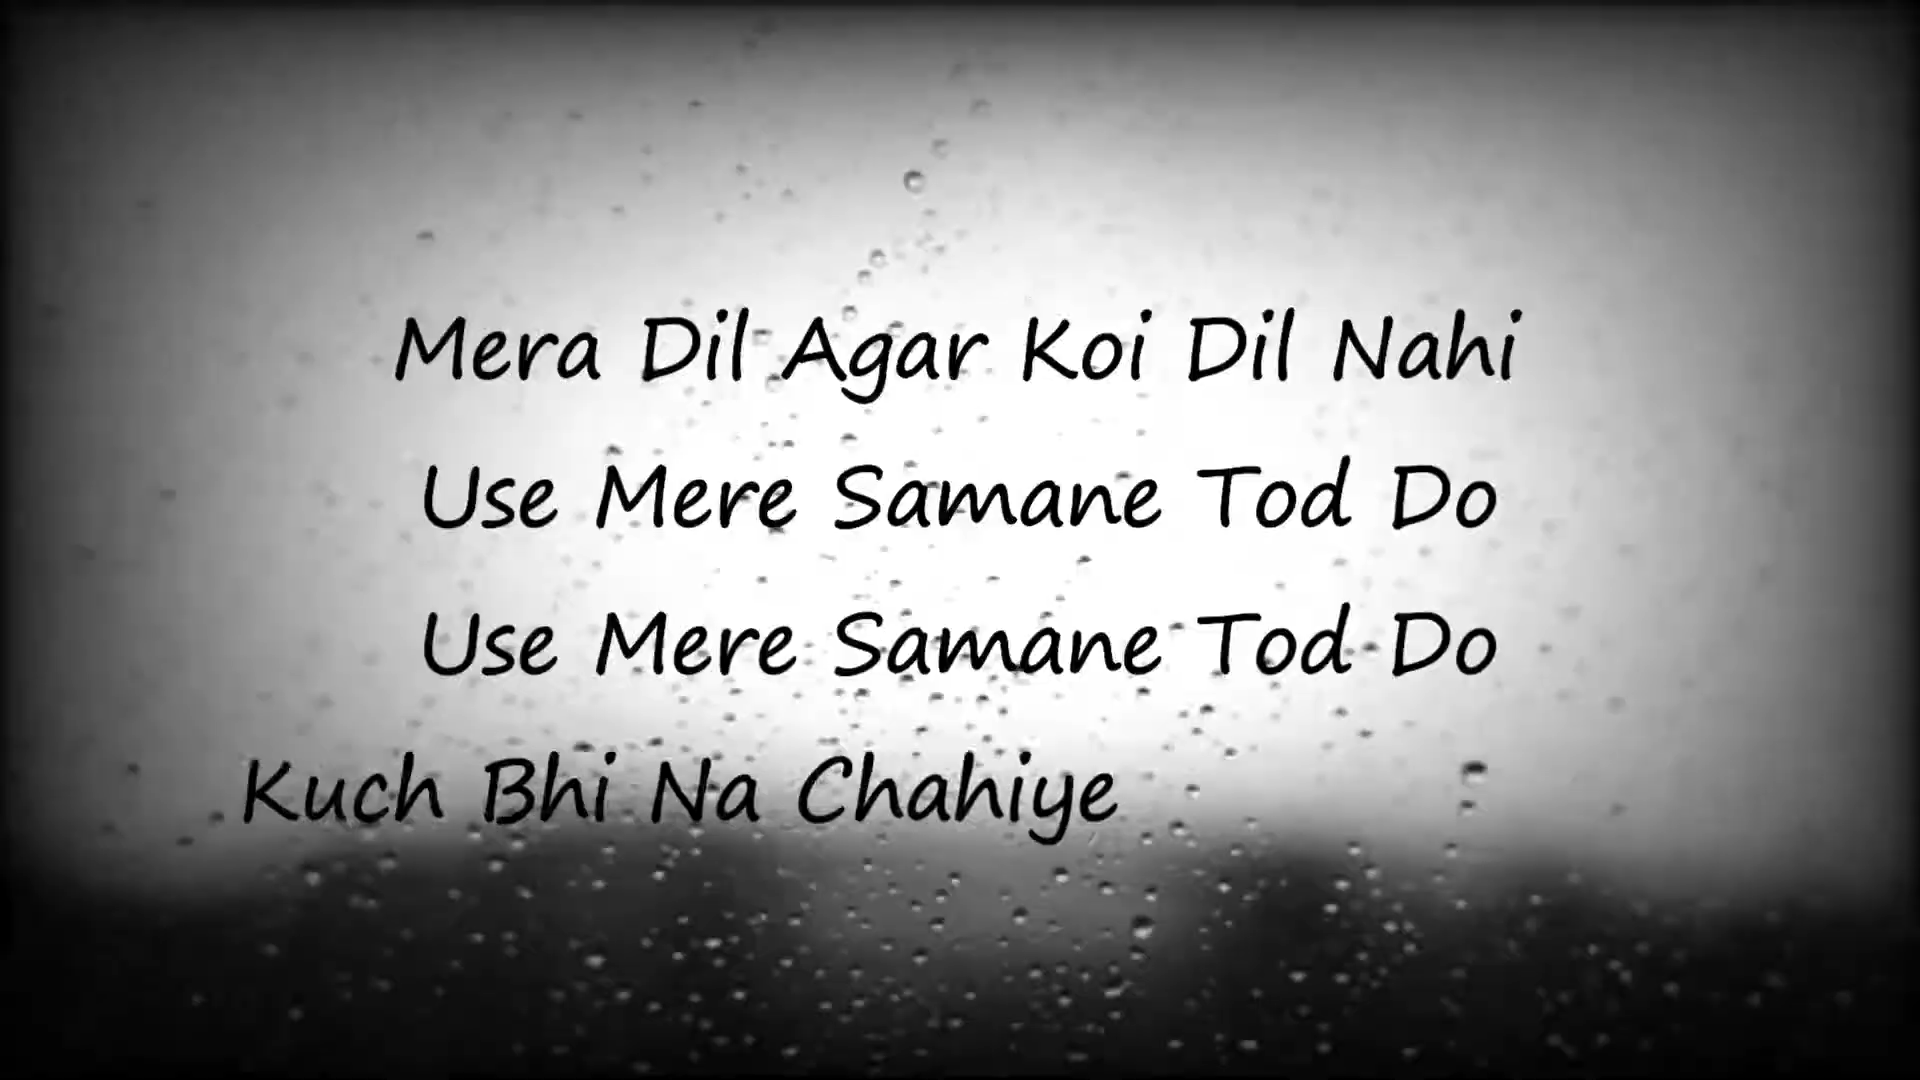 Mera Dil Agar Koi Dil Nahi
Use Mere Samane Tod Do
Use Mere Samane Tod Do
Kuch Bhi Na Chahiye